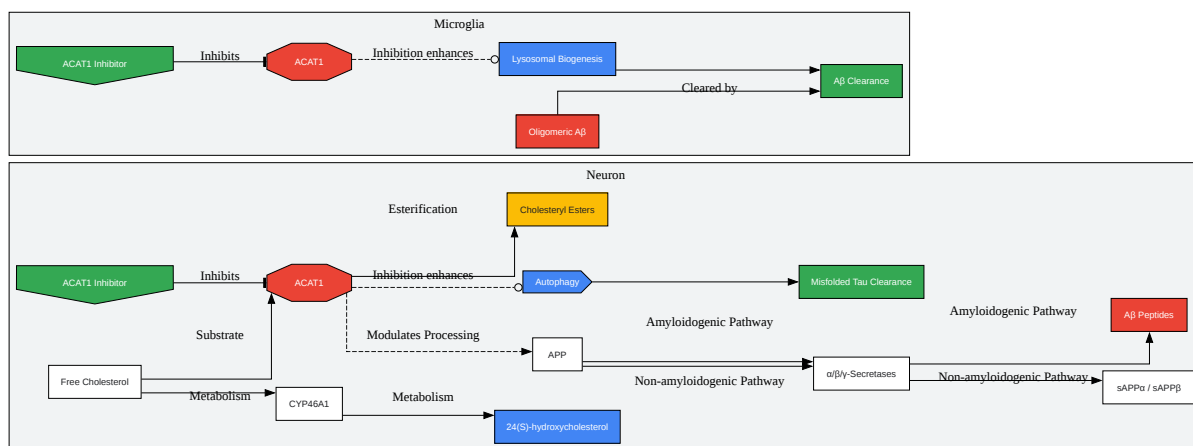 Microglia
ACAT1 Inhibitor
Inhibits
ACAT1
Inhibition enhances
Lysosomal Biogenesis
Aβ Clearance
Cleared by
Oligomeric Aβ
Neuron
Esterification
Cholesteryl Esters
ACAT1 Inhibitor
Inhibits
ACAT1
Inhibition enhances
Autophagy
Misfolded Tau Clearance
Substrate
Modulates Processing
Amyloidogenic Pathway
Amyloidogenic Pathway
Aβ Peptides
APP
Free Cholesterol
Non-amyloidogenic Pathway
α/β/γ-Secretases
Non-amyloidogenic Pathway
sAPPα / sAPPβ
Metabolism
CYP46A1
Metabolism
24(S)-hydroxycholesterol